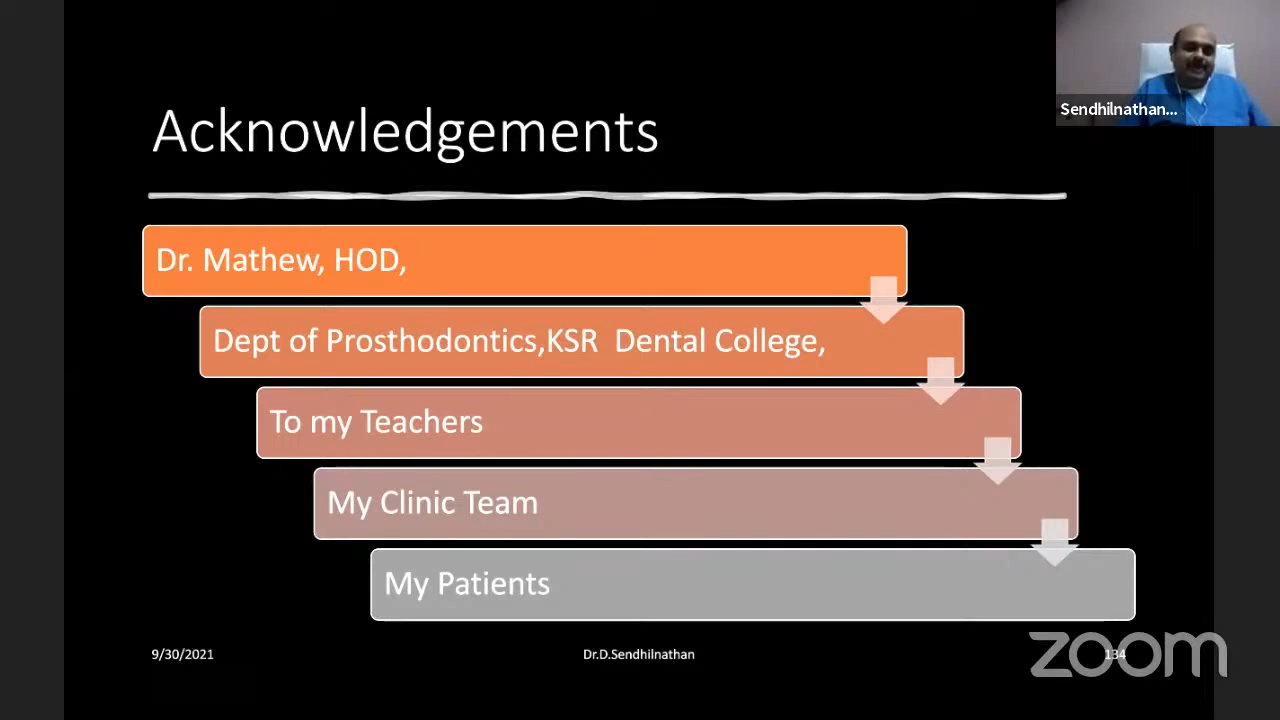 Sendhilnathan...
Acknowledgements
Dr. Mathew, HOD,
Dept of Prosthodontics,KSR  Dental College,
To my Teachers
My Clinic Team
My Patients
9/30/2021
Dr.D.Sendhilnathan
134
zoom